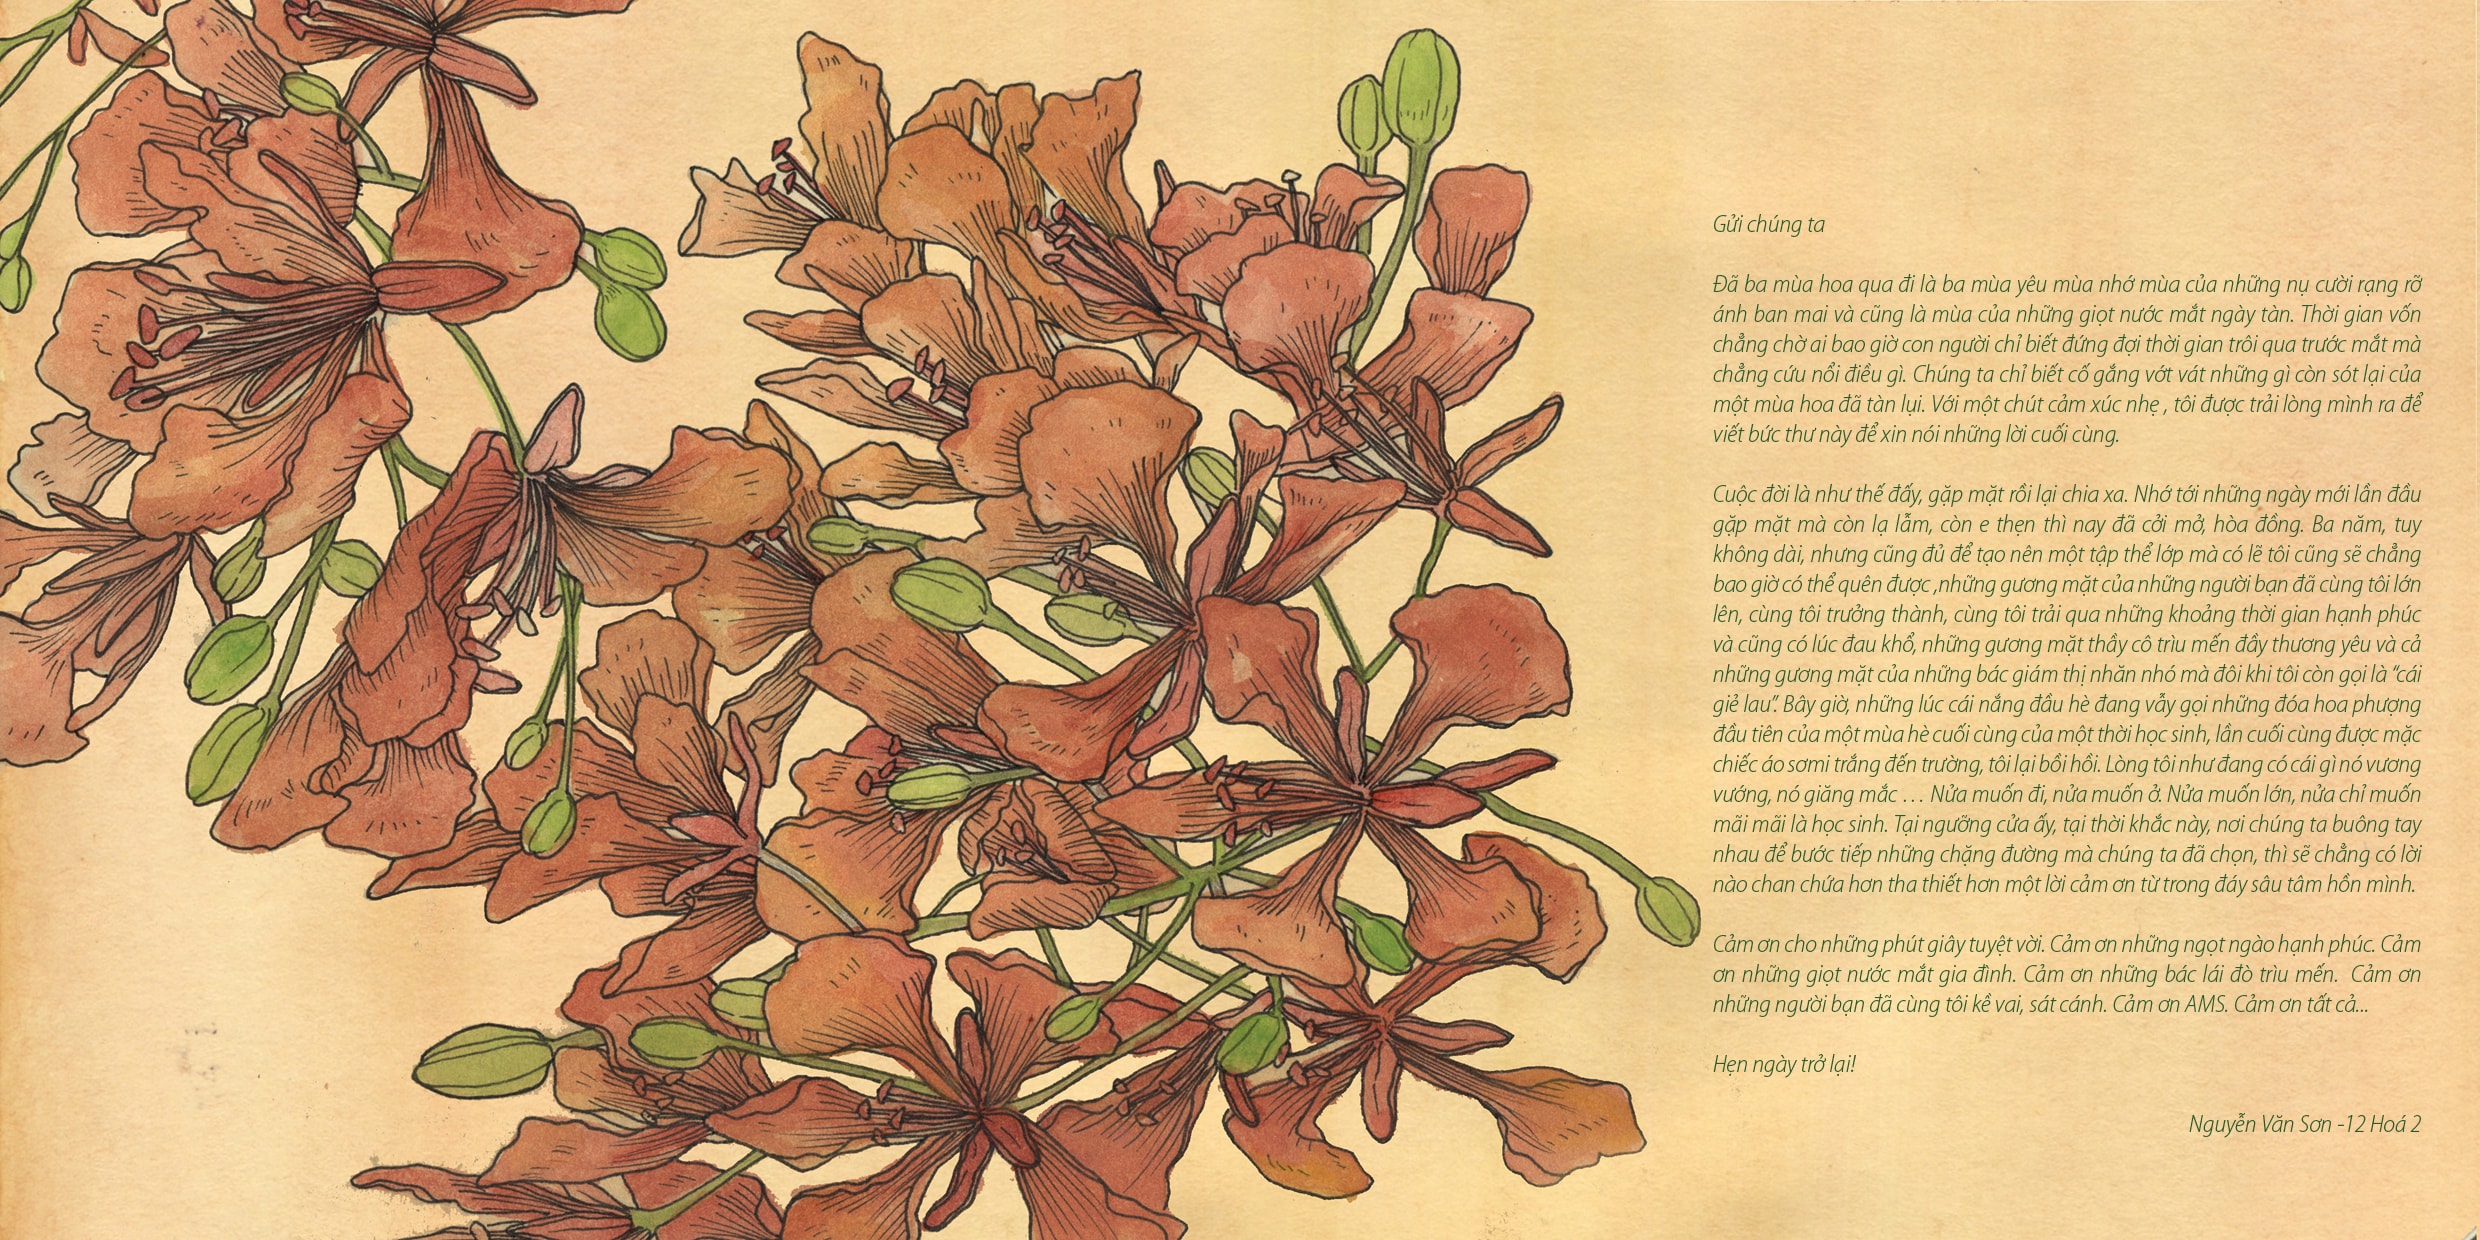 Gửi chúng ta
Đã ba mùa hoa qua đi là ba mùa yêu mùa nhớ mùa của những nụ cười rạng rỡ
ánh ban mai và cũng là mùa của những giọt nước mắt ngày tàn. Thời gian vốn
chẳng chờ ai bao giờ con người chỉ biết đứng đợi thời gian trôi qua trước mắt mà
chẳng cứu nổi điều gì. Chúng ta chỉ biết cố gắng vớt vát những gì còn sót lại của
một mùa hoa đã tàn lụi. Với một chút cảm xúc nhẹ , tôi được trải lòng mình ra để
viết bức thư này để xin nói những lời cuối cùng.
Cuộc đời là như thế đấy, gặp mặt rồi lại chia xa. Nhớ tới những ngày mới lần đầu
gặp mặt mà còn lạ lẫm, còn e thẹn thì nay đã cởi mở, hòa đồng. Ba năm, tuy
không dài, nhưng cũng đủ để tạo nên một tập thể lớp mà có lẽ tôi cũng sẽ chẳng
bao giờ có thể quên được ,những gương mặt của những người bạn đã cùng tôi lớn
lên, cùng tôi trưởng thành, cùng tôi trải qua những khoảng thời gian hạnh phúc
và cũng có lúc đau khổ, những gương mặt thầy cô trìu mến đầy thương yêu và cả
những gương mặt của những bác giám thị nhăn nhó mà đôi khi tôi còn gọi là “cái
giẻ lau”. Bây giờ, những lúc cái nắng đầu hè đang vẫy gọi những đóa hoa phượng
đầu tiên của một mùa hè cuối cùng của một thời học sinh, lần cuối cùng được mặc
chiếc áo sơmi trắng đến trường, tôi lại bồi hồi. Lòng tôi như đang có cái gì nó vương
vướng, nó giăng mắc … Nửa muốn đi, nửa muốn ở. Nửa muốn lớn, nửa chỉ muốn
mãi mãi là học sinh. Tại ngưỡng cửa ấy, tại thời khắc này, nơi chúng ta buông tay
nhau để bước tiếp những chặng đường mà chúng ta đã chọn, thì sẽ chẳng có lời
nào chan chứa hơn tha thiết hơn một lời cảm ơn từ trong đáy sâu tâm hồn mình.
Cảm ơn cho những phút giây tuyệt vời. Cảm ơn những ngọt ngào hạnh phúc. Cảm
ơn những giọt nước mắt gia đình. Cảm ơn những bác lái đò trìu mến. Cảm ơn
những người bạn đã cùng tôi kề vai, sát cánh. Cảm ơn AMS. Cảm ơn tất cả...
Hẹn ngày trở lại!
Nguyễn Văn Sơn -12 Hoá 2